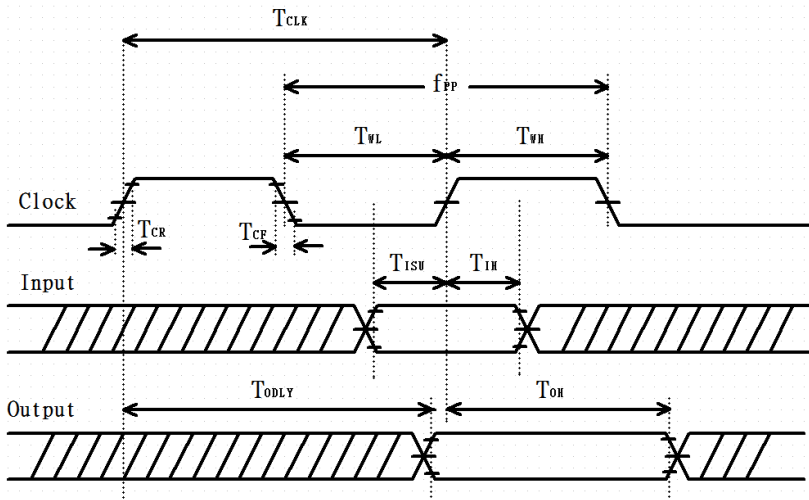 TCLK
fPP
TWL TWH
Clock
TCR TCF
TISU TIH
Input
TODLY TOH
Output